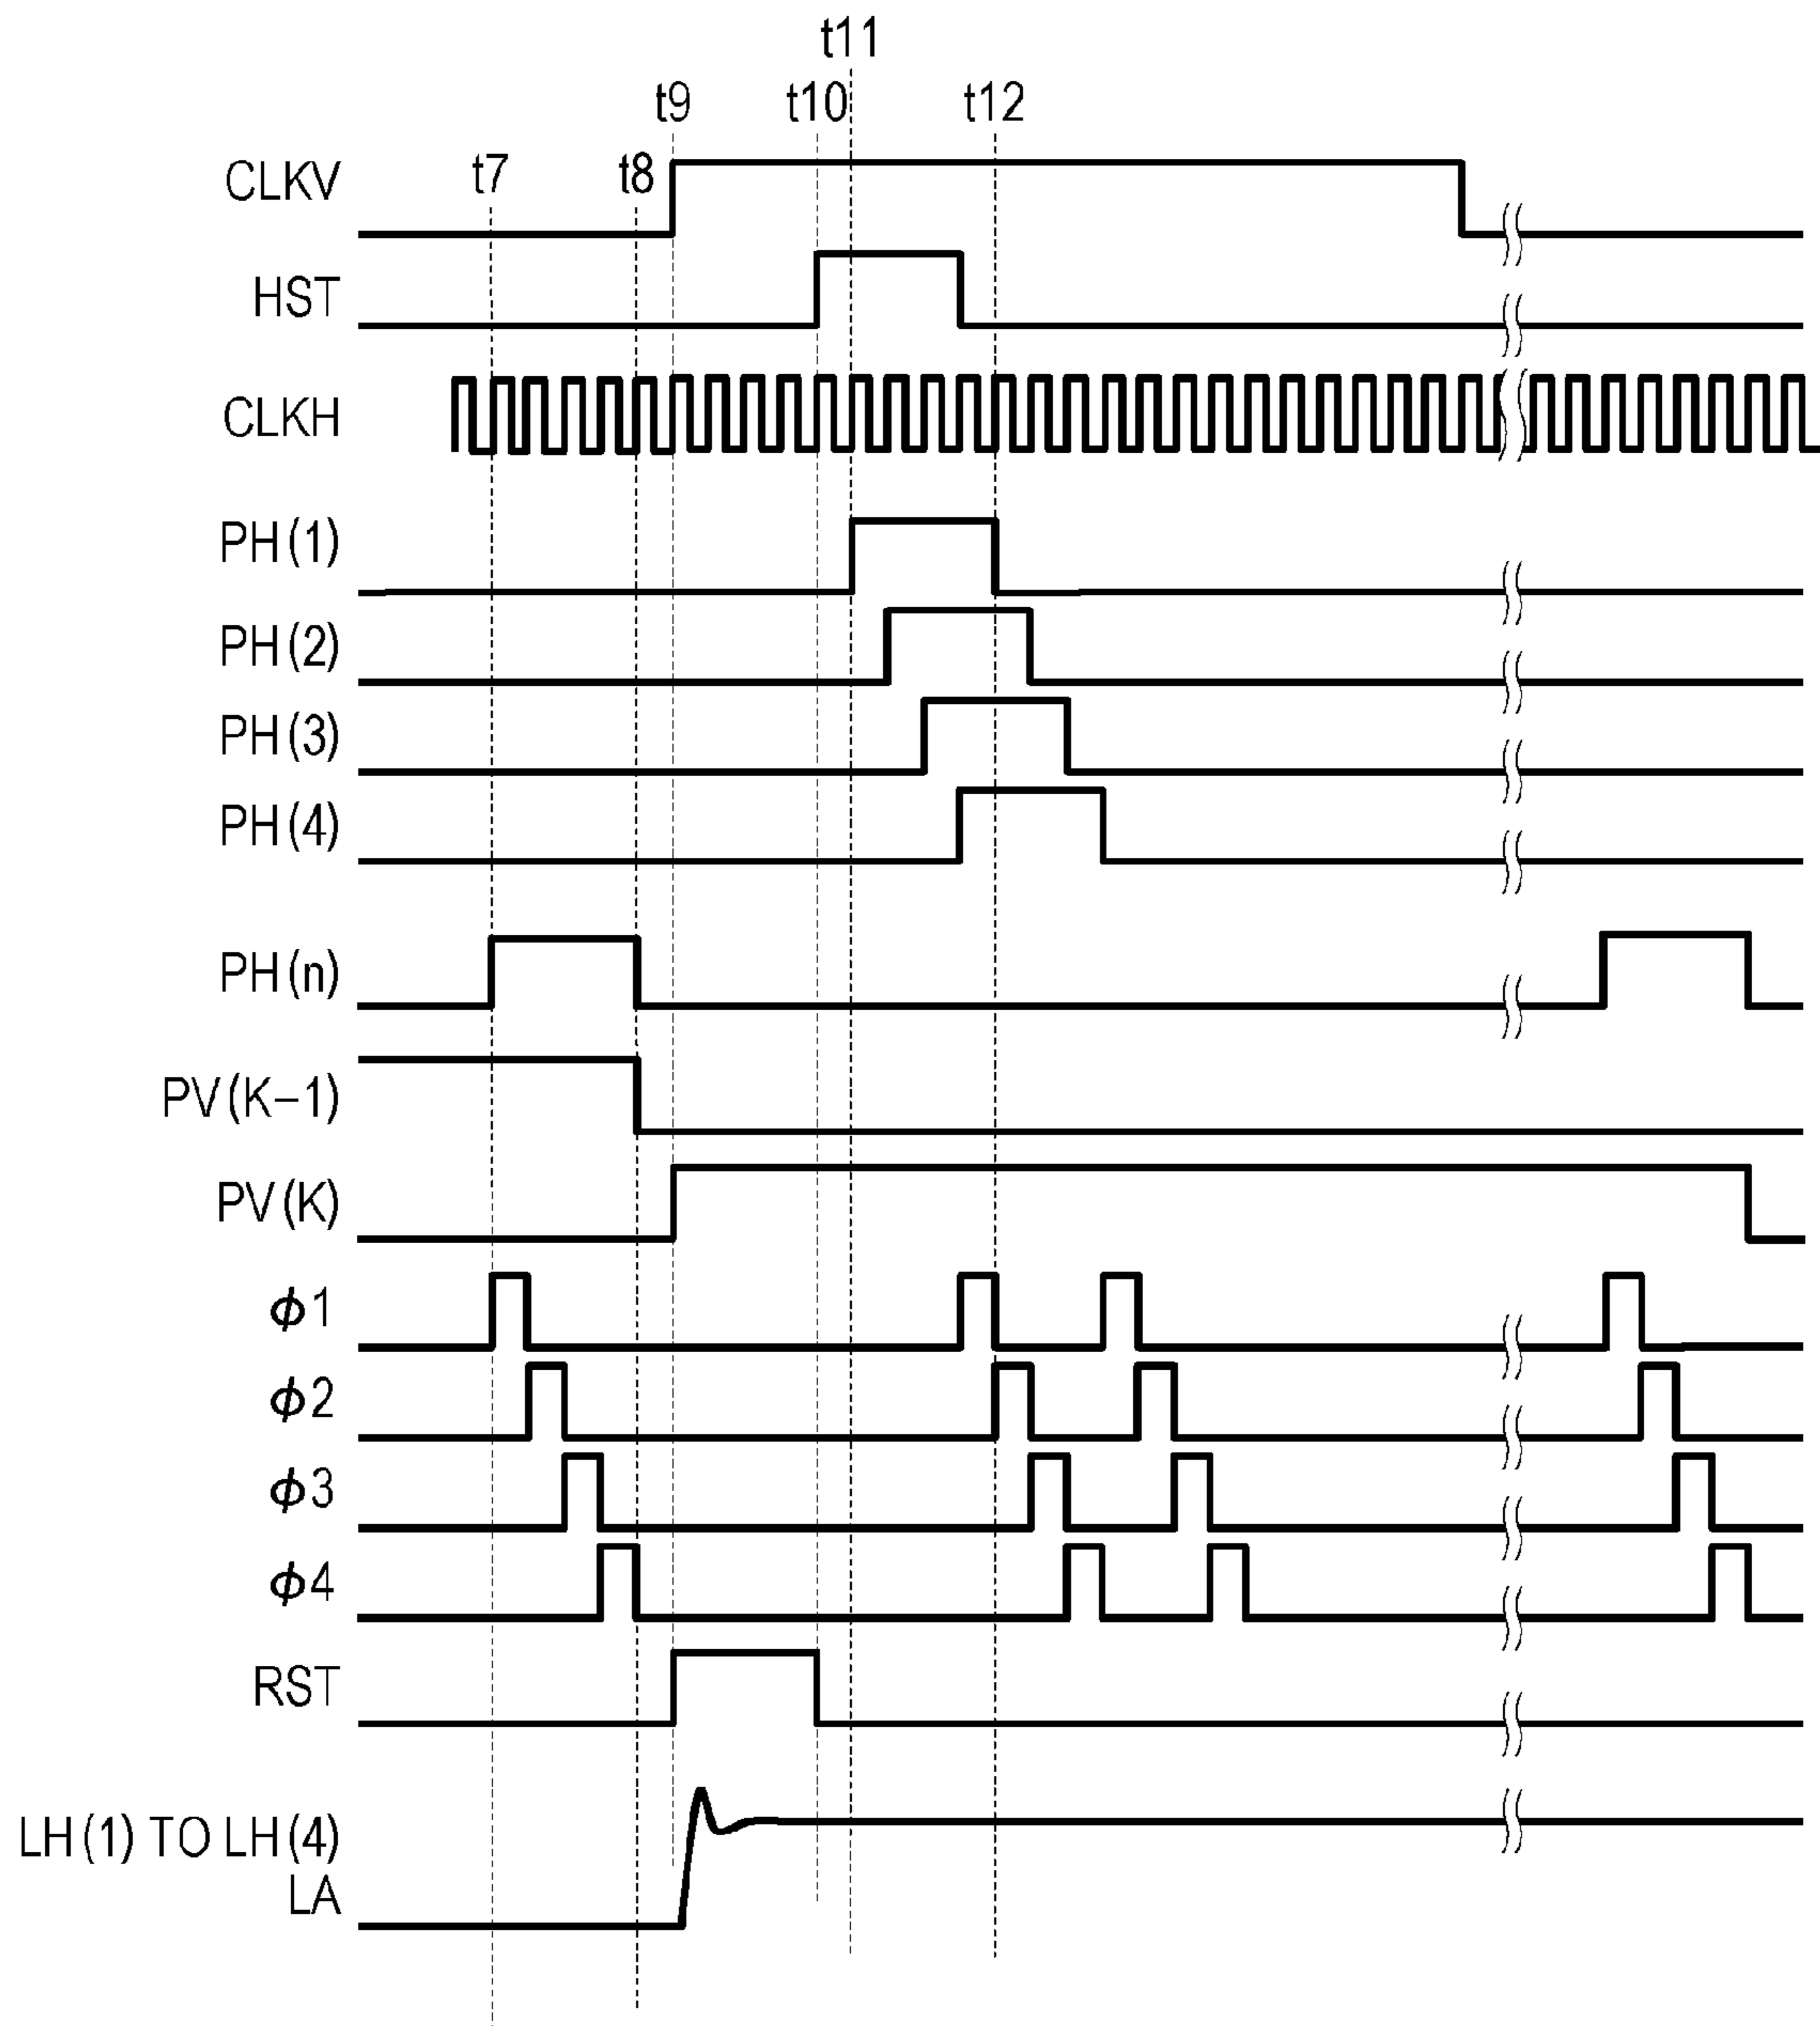 t11
t9 t10 t12
t7 t8
CLKV
HST
CLKH
PH(1)
PH(2)
PH(3)
PH(4)
PH(n)
PV(K−1)
PV(K)
ϕ1
ϕ2
ϕ3
ϕ4
RST
LH(1) TO LH(4)
LA